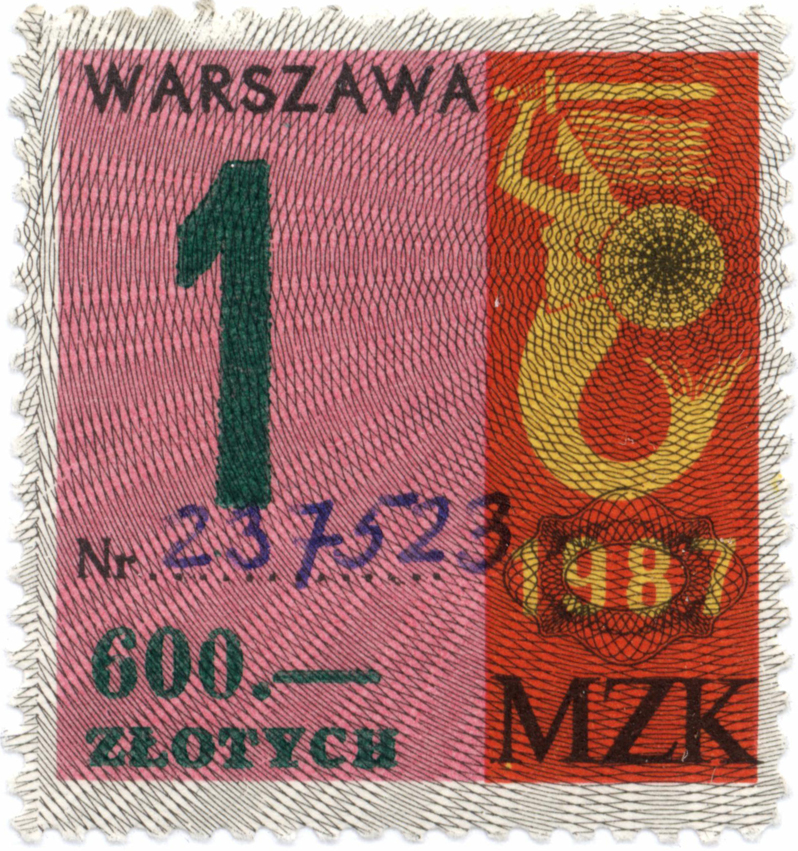 WARSZAWA
1
Nr. 237523
1987
600.—
ZŁOTYCH
MZK